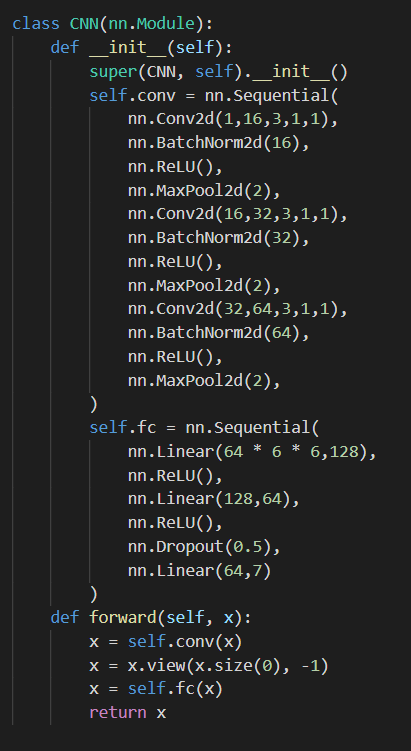 class CNN(nn.Module):
    def __init__(self):
        super(CNN, self).__init__()
        self.conv = nn.Sequential(
            nn.Conv2d(1,16,3,1,1),
            nn.BatchNorm2d(16),
            nn.ReLU(),
            nn.MaxPool2d(2),
            nn.Conv2d(16,32,3,1,1),
            nn.BatchNorm2d(32),
            nn.ReLU(),
            nn.MaxPool2d(2),
            nn.Conv2d(32,64,3,1,1),
            nn.BatchNorm2d(64),
            nn.ReLU(),
            nn.MaxPool2d(2),
        )
        self.fc = nn.Sequential(
            nn.Linear(64 * 6 * 6,128),
            nn.ReLU(),
            nn.Linear(128,64),
            nn.ReLU(),
            nn.Dropout(0.5),
            nn.Linear(64,7)
        )
    def forward(self, x):
        x = self.conv(x)
        x = x.view(x.size(0), -1)
        x = self.fc(x)
        return x